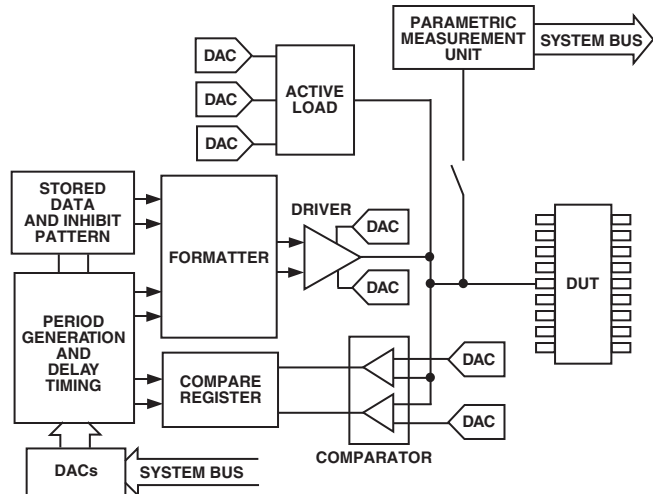 PARAMETRIC
MEASUREMENT
UNIT
SYSTEM BUS
DAC
DAC
DAC
ACTIVE
LOAD
STORED
DATA
AND INHIBIT
PATTERN
FORMATTER
DRIVER
DAC
DAC
DUT
PERIOD
GENERATION
AND
DELAY
TIMING
COMPARE
REGISTER
DAC
DAC
COMPARATOR
DACs
SYSTEM BUS